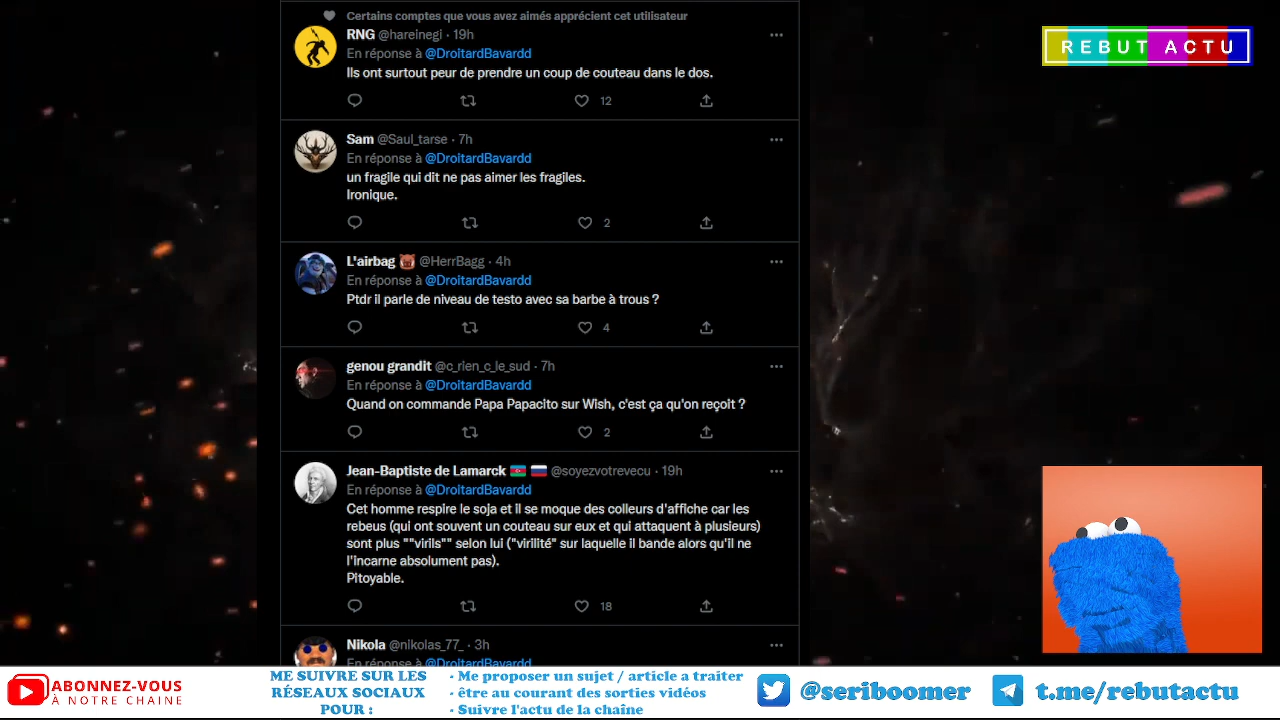 Certains comptes que vous avez aimés apprécient cet utilisateur
RNG @hareinegi · 19h
En réponse à @DroitardBavardd
Ils ont surtout peur de prendre un coup de couteau dans le dos.
12
Sam @Saul_tarse · 7h
En réponse à @DroitardBavardd
un fragile qui dit ne pas aimer les fragiles.
Ironique.
2
L'airbag @HerrBagg · 4h
En réponse à @DroitardBavardd
Ptdr il parle de niveau de testo avec sa barbe à trous ?
4
genou grandit @c_rien_c_le_sud · 7h
En réponse à @DroitardBavardd
Quand on commande Papa Papacito sur Wish, c'est ça qu'on reçoit ?
2
Jean-Baptiste de Lamarck @soyezvotrevecu · 19h
En réponse à @DroitardBavardd
Cet homme respire le soja et il se moque des colleurs d'affiche car les
rebeus (qui ont souvent un couteau sur eux et qui attaquent à plusieurs)
sont plus ""virils"" selon lui ("virilité" sur laquelle il bande alors qu'il ne
l'incarne absolument pas).
Pitoyable.
18
Nikola @nikolas_77_ · 3h
En réponse à @DroitardBavardd
REBUT ACTU
ABONNEZ-VOUS
À NOTRE CHAINE
ME SUIVRE SUR LES
RÉSEAUX SOCIAUX
POUR :
- Me proposer un sujet / article a traiter
- être au courant des sorties vidéos
- Suivre l'actu de la chaîne
@seriboomer
t.me/rebutactu